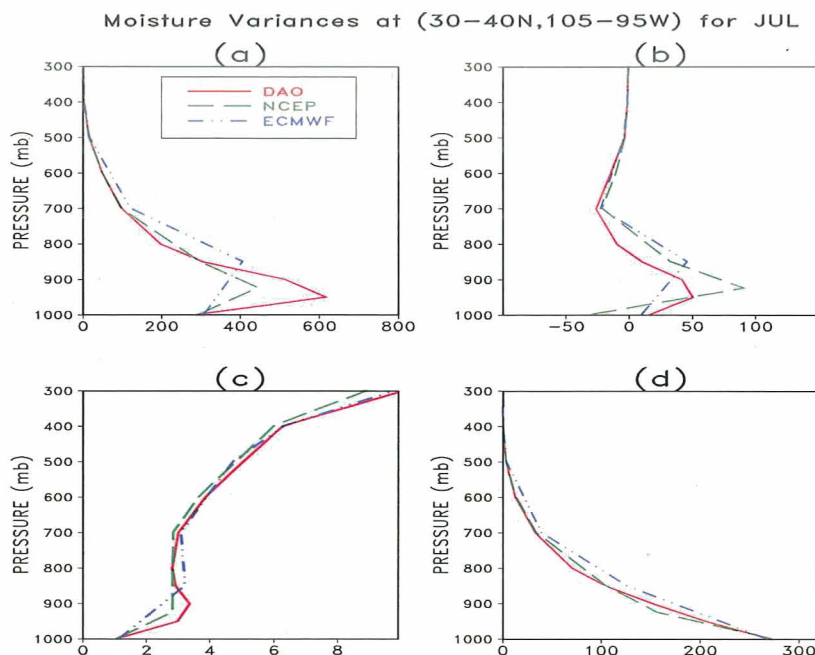 Moisture Variances at (30-40N,105-95W) for JUL
(a)
300
400
500
600
700
800
900
1000
PRESSURE (mb)
0 200 400 600 800
DAO
NCEP
ECMWF
(b)
300
400
500
600
700
800
900
1000
PRESSURE (mb)
-50 0 50 100
(c)
300
400
500
600
700
800
900
1000
PRESSURE (mb)
2 4 6 8
(d)
300
400
500
600
700
800
900
1000
PRESSURE (mb)
0 100 200 300